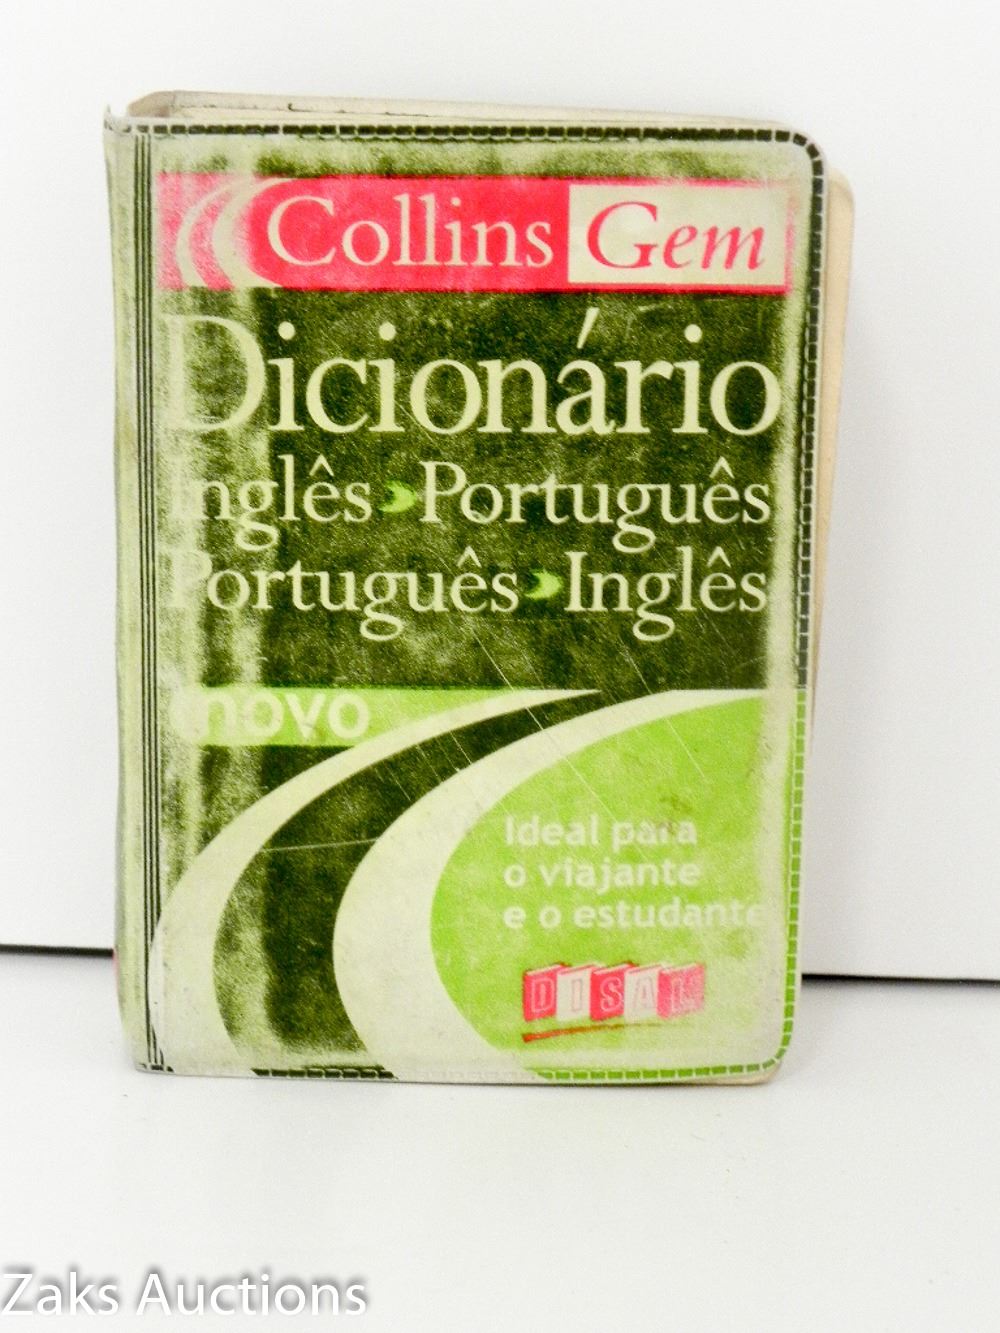 Collins Gem
Dicionário
Inglês Português
Português Inglês
novo
Ideal para
o viajante
e o estudante
DISAL
Zaks Auctions